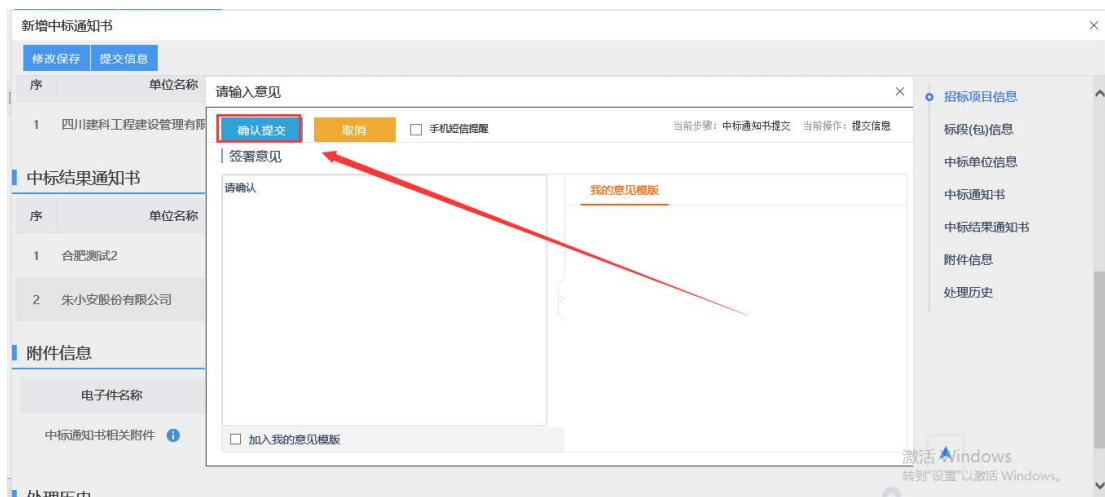 新增中标通知书
修改保存 提交信息
序 单位名称
1 四川建科工程建设管理有限
中标结果通知书
序 单位名称
1 合肥测试2
2 朱小安股份有限公司
附件信息
电子件名称
中标通知书相关附件
处理历史
请输入意见
确认提交 取消 手机短信提醒 当前步骤：中标通知书提交 当前操作：提交信息
签署意见
请确认
我的意见模版
加入我的意见模版
招标项目信息
标段(包)信息
中标单位信息
中标通知书
中标结果通知书
附件信息
处理历史
激活 Windows
转到"设置"以激活 Windows。